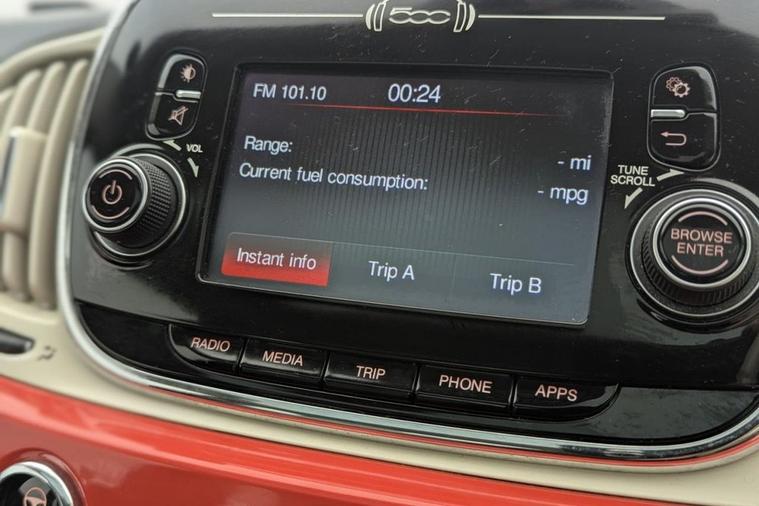 500
FM 101.10 00:24
VOL
Range: - mi
TUNE
SCROLL
Current fuel consumption: - mpg
BROWSE
ENTER
Instant info Trip A Trip B
RADIO MEDIA TRIP PHONE APPS